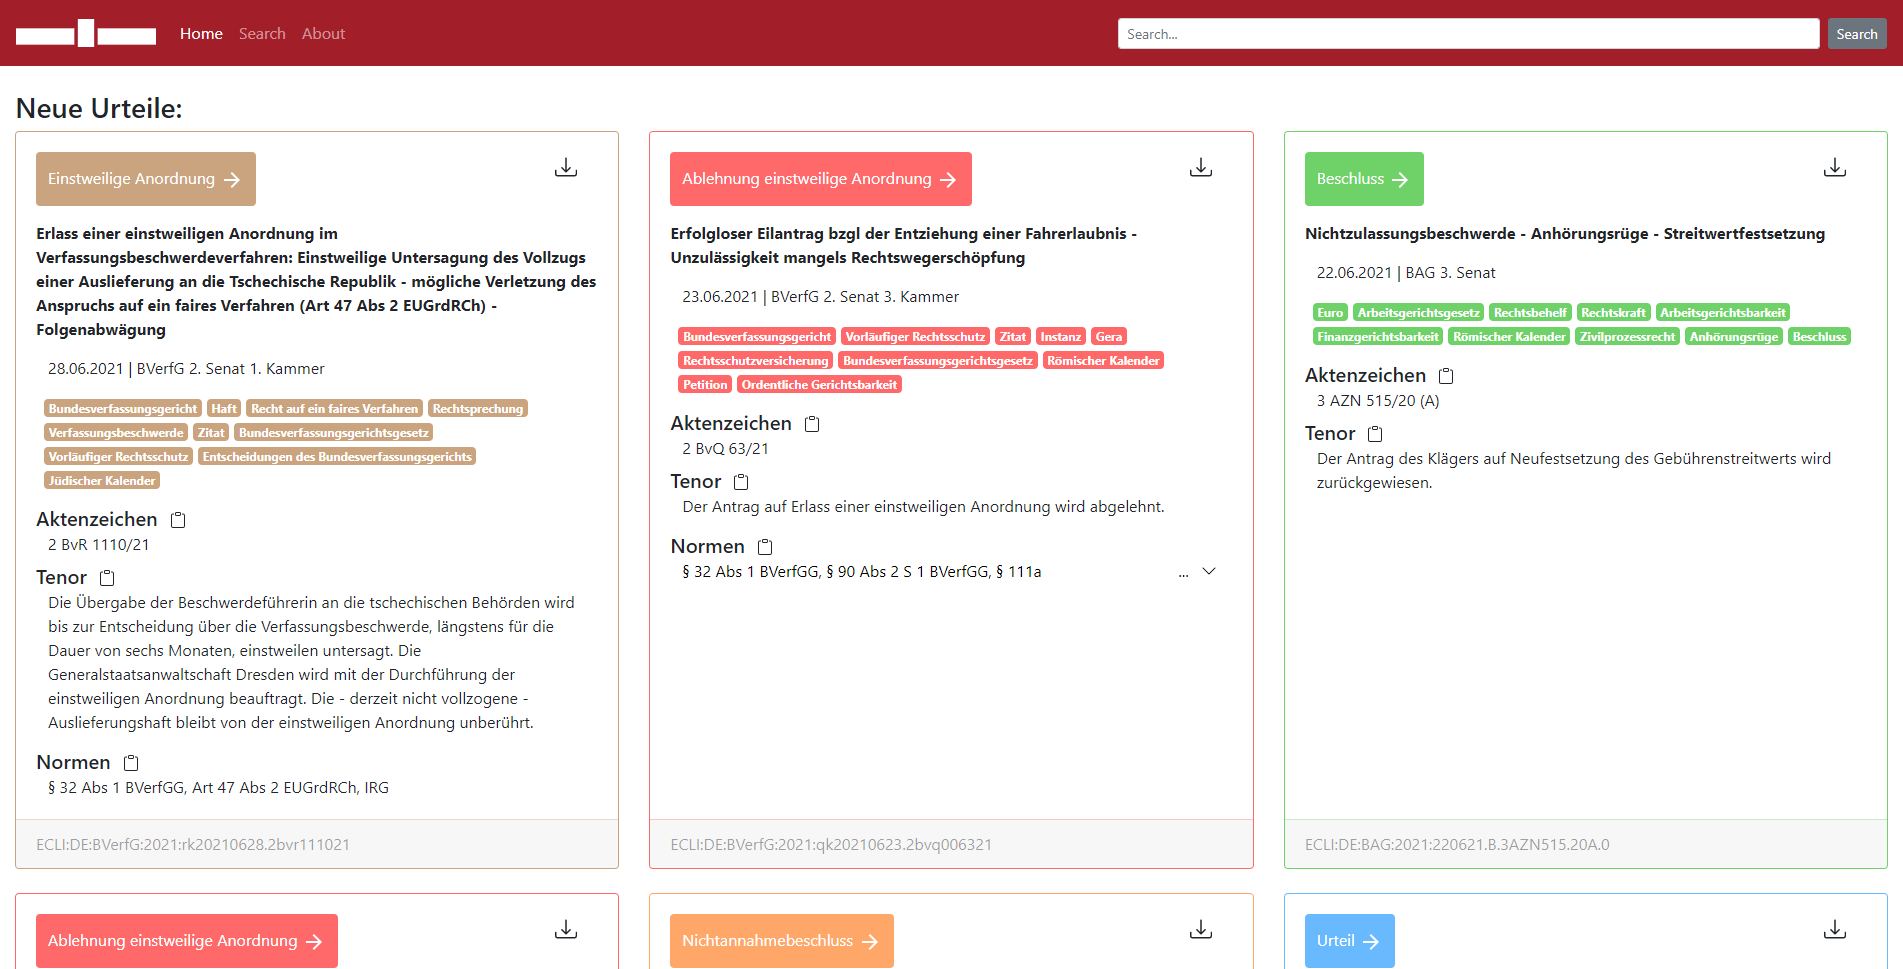 Home Search About
Search...
Search
Neue Urteile:
Einstweilige Anordnung
Erlass einer einstweiligen Anordnung im
Verfassungsbeschwerdeverfahren: Einstweilige Untersagung des Vollzugs
einer Auslieferung an die Tschechische Republik - mögliche Verletzung des
Anspruchs auf ein faires Verfahren (Art 47 Abs 2 EUGrdRCh) -
Folgenabwägung
28.06.2021 | BVerfG 2. Senat 1. Kammer
Bundesverfassungsgericht Haft Recht auf ein faires Verfahren Rechtsprechung
Verfassungsbeschwerde Zitat Bundesverfassungsgerichtsgesetz
Vorläufiger Rechtsschutz Entscheidungen des Bundesverfassungsgerichts
Jüdischer Kalender
Aktenzeichen
2 BvR 1110/21
Tenor
Die Übergabe der Beschwerdeführerin an die tschechischen Behörden wird
bis zur Entscheidung über die Verfassungsbeschwerde, längstens für die
Dauer von sechs Monaten, einstweilen untersagt. Die
Generalstaatsanwaltschaft Dresden wird mit der Durchführung der
einstweiligen Anordnung beauftragt. Die - derzeit nicht vollzogene -
Auslieferungshaft bleibt von der einstweiligen Anordnung unberührt.
Normen
§ 32 Abs 1 BVerfGG, Art 47 Abs 2 EUGrdRCh, IRG
ECLI:DE:BVerfG:2021:rk20210628.2bvr111021
Ablehnung einstweilige Anordnung
Erfolgloser Eilantrag bzgl der Entziehung einer Fahrerlaubnis -
Unzulässigkeit mangels Rechtswegerschöpfung
23.06.2021 | BVerfG 2. Senat 3. Kammer
Bundesverfassungsgericht Vorläufiger Rechtsschutz Zitat Instanz Gera
Rechtsschutzversicherung Bundesverfassungsgerichtsgesetz Römischer Kalender
Petition Ordentliche Gerichtsbarkeit
Aktenzeichen
2 BvQ 63/21
Tenor
Der Antrag auf Erlass einer einstweiligen Anordnung wird abgelehnt.
Normen
§ 32 Abs 1 BVerfGG, § 90 Abs 2 S 1 BVerfGG, § 111a ...
ECLI:DE:BVerfG:2021:qk20210623.2bvq006321
Beschluss
Nichtzulassungsbeschwerde - Anhörungsrüge - Streitwertfestsetzung
22.06.2021 | BAG 3. Senat
Euro Arbeitsgerichtsgesetz Rechtsbehelf Rechtskraft Arbeitsgerichtsbarkeit
Finanzgerichtsbarkeit Römischer Kalender Zivilprozessrecht Anhörungsrüge Beschluss
Aktenzeichen
3 AZN 515/20 (A)
Tenor
Der Antrag des Klägers auf Neufestsetzung des Gebührenstreitwerts wird
zurückgewiesen.
ECLI:DE:BAG:2021:220621.B.3AZN515.20A.0
Ablehnung einstweilige Anordnung
Nichtannahmebeschluss
Urteil